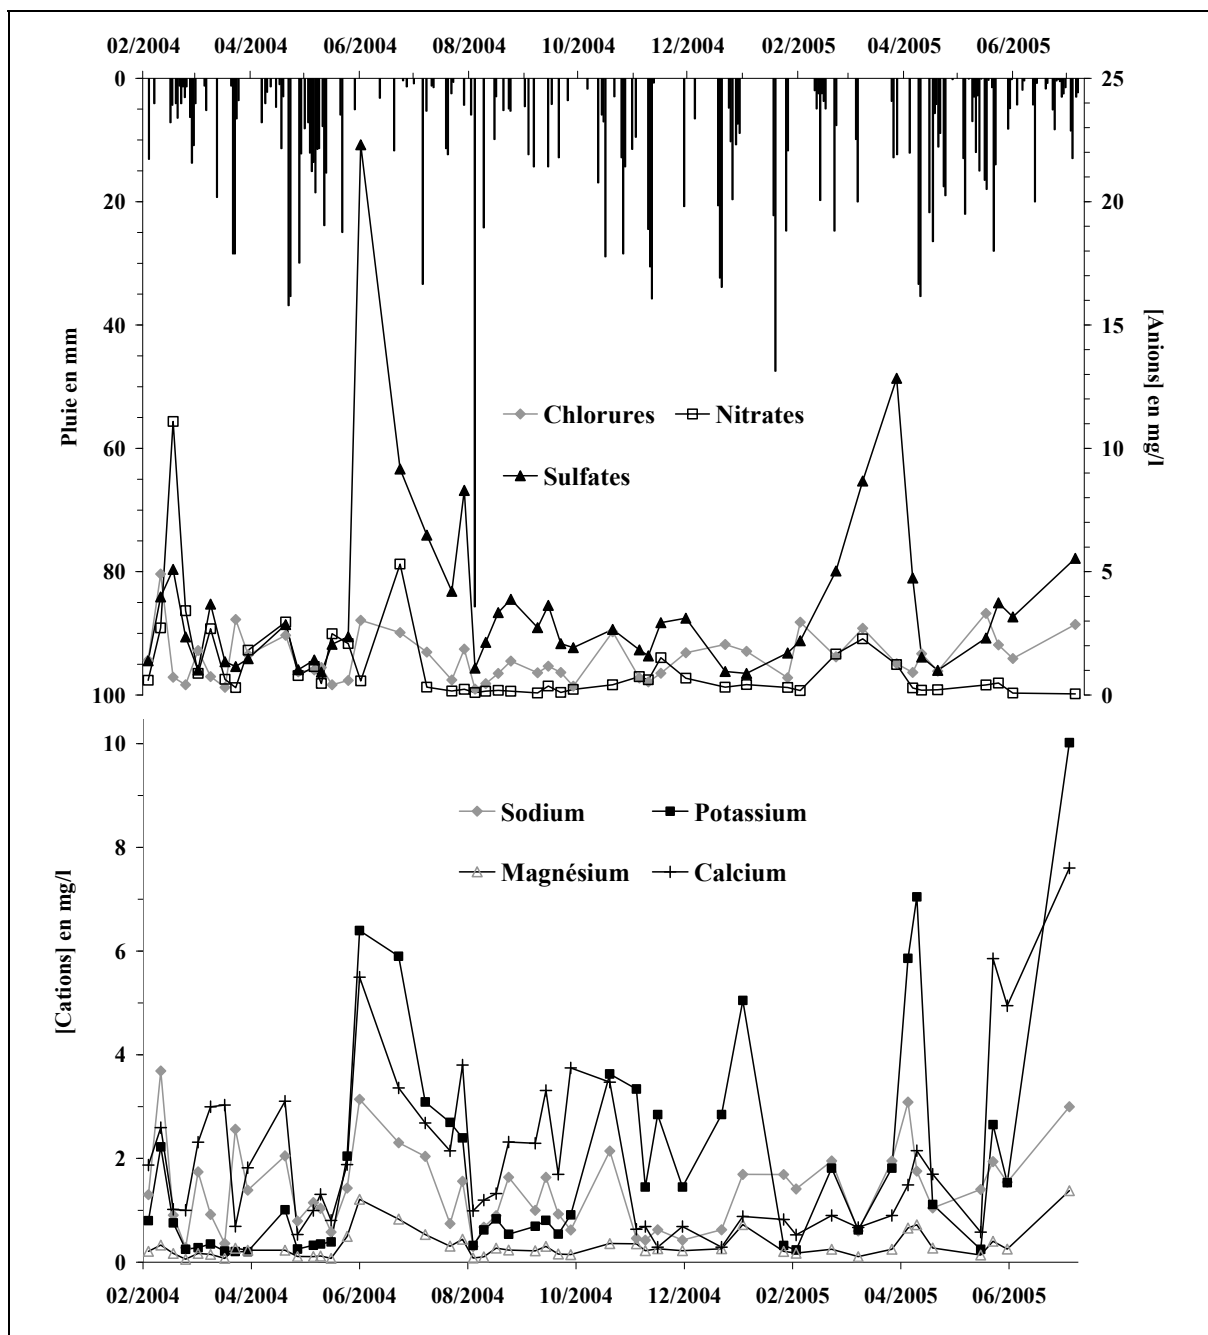 02/2004 04/2004 06/2004 08/2004 10/2004 12/2004 02/2005 04/2005 06/2005
0 25
20 20
40 15
Pluie en mm
[Anions] en mg/l
Chlorures Nitrates
60 10
Sulfates
80 5
100 0
10
Sodium Potassium
8
Magnésium Calcium
[Cations] en mg/l
6
4
2
0
02/2004 04/2004 06/2004 08/2004 10/2004 12/2004 02/2005 04/2005 06/2005